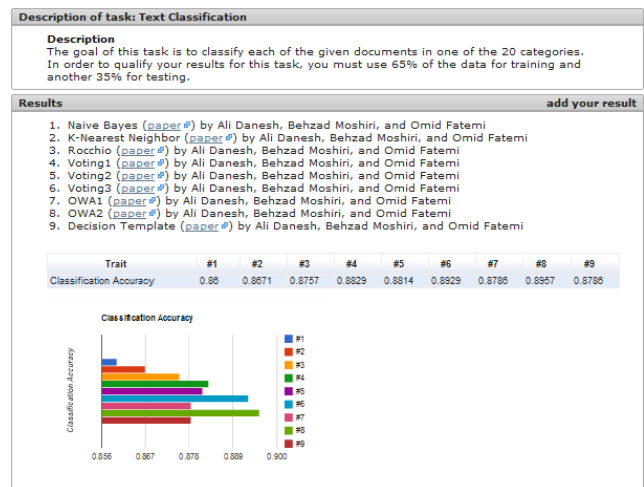 Description of task: Text Classification
Description
The goal of this task is to classify each of the given documents in one of the 20 categories.
In order to qualify your results for this task, you must use 65% of the data for training and
another 35% for testing.
Results add your result
1. Naive Bayes (paper) by Ali Danesh, Behzad Moshiri, and Omid Fatemi
2. K-Nearest Neighbor (paper) by Ali Danesh, Behzad Moshiri, and Omid Fatemi
3. Rocchio (paper) by Ali Danesh, Behzad Moshiri, and Omid Fatemi
4. Voting1 (paper) by Ali Danesh, Behzad Moshiri, and Omid Fatemi
5. Voting2 (paper) by Ali Danesh, Behzad Moshiri, and Omid Fatemi
6. Voting3 (paper) by Ali Danesh, Behzad Moshiri, and Omid Fatemi
7. OWA1 (paper) by Ali Danesh, Behzad Moshiri, and Omid Fatemi
8. OWA2 (paper) by Ali Danesh, Behzad Moshiri, and Omid Fatemi
9. Decision Template (paper) by Ali Danesh, Behzad Moshiri, and Omid Fatemi
Trait #1 #2 #3 #4 #5 #6 #7 #8 #9
Classification Accuracy 0.86 0.8671 0.8757 0.8829 0.8814 0.8929 0.8786 0.8957 0.8786
Classification Accuracy
Classification Accuracy
#1
#2
#3
#4
#5
#6
#7
#8
#9
0.856 0.867 0.878 0.889 0.900